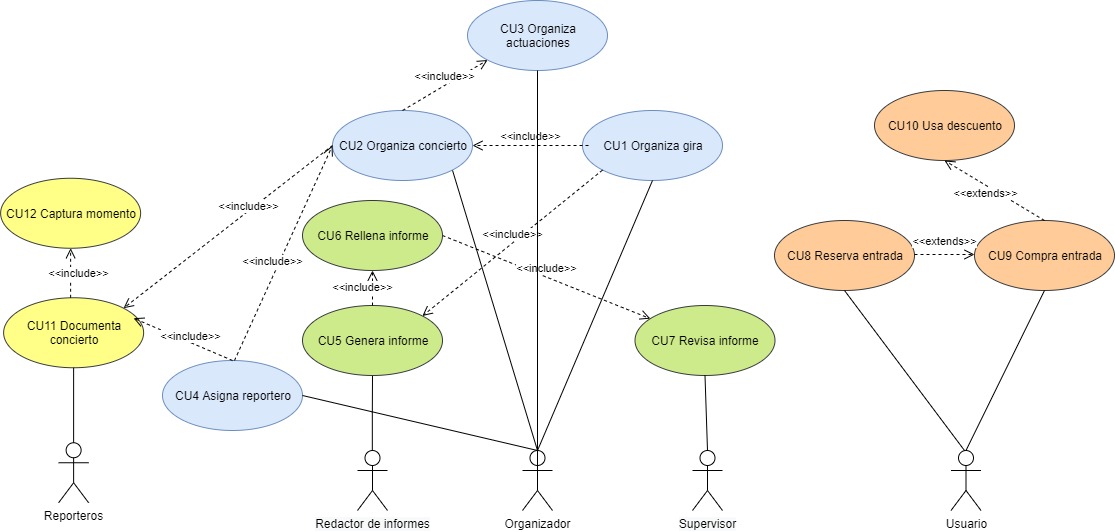 CU3 Organiza
actuaciones
<<include>>
CU10 Usa descuento
CU2 Organiza concierto
<<include>>
CU1 Organiza gira
<<extends>>
CU12 Captura momento
<<include>>
CU6 Rellena informe
<<include>>
<<include>>
<<include>>
<<include>>
<<include>>
<<include>>
CU8 Reserva entrada
<<extends>>
CU9 Compra entrada
CU11 Documenta
concierto
<<include>>
CU5 Genera informe
CU7 Revisa informe
CU4 Asigna reportero
Reporteros
Redactor de informes
Organizador
Supervisor
Usuario